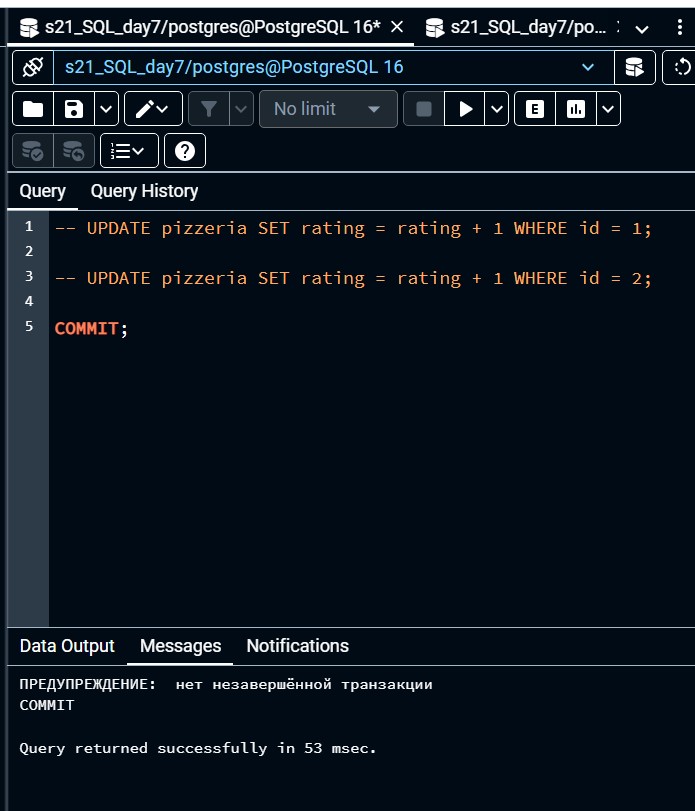 s21_SQL_day7/postgres@PostgreSQL 16* s21_SQL_day7/po...
s21_SQL_day7/postgres@PostgreSQL 16
No limit
E
Query Query History
1 -- UPDATE pizzeria SET rating = rating + 1 WHERE id = 1;
2
3 -- UPDATE pizzeria SET rating = rating + 1 WHERE id = 2;
4
5 COMMIT;
Data Output Messages Notifications
ПРЕДУПРЕЖДЕНИЕ: нет незавершённой транзакции
COMMIT
Query returned successfully in 53 msec.